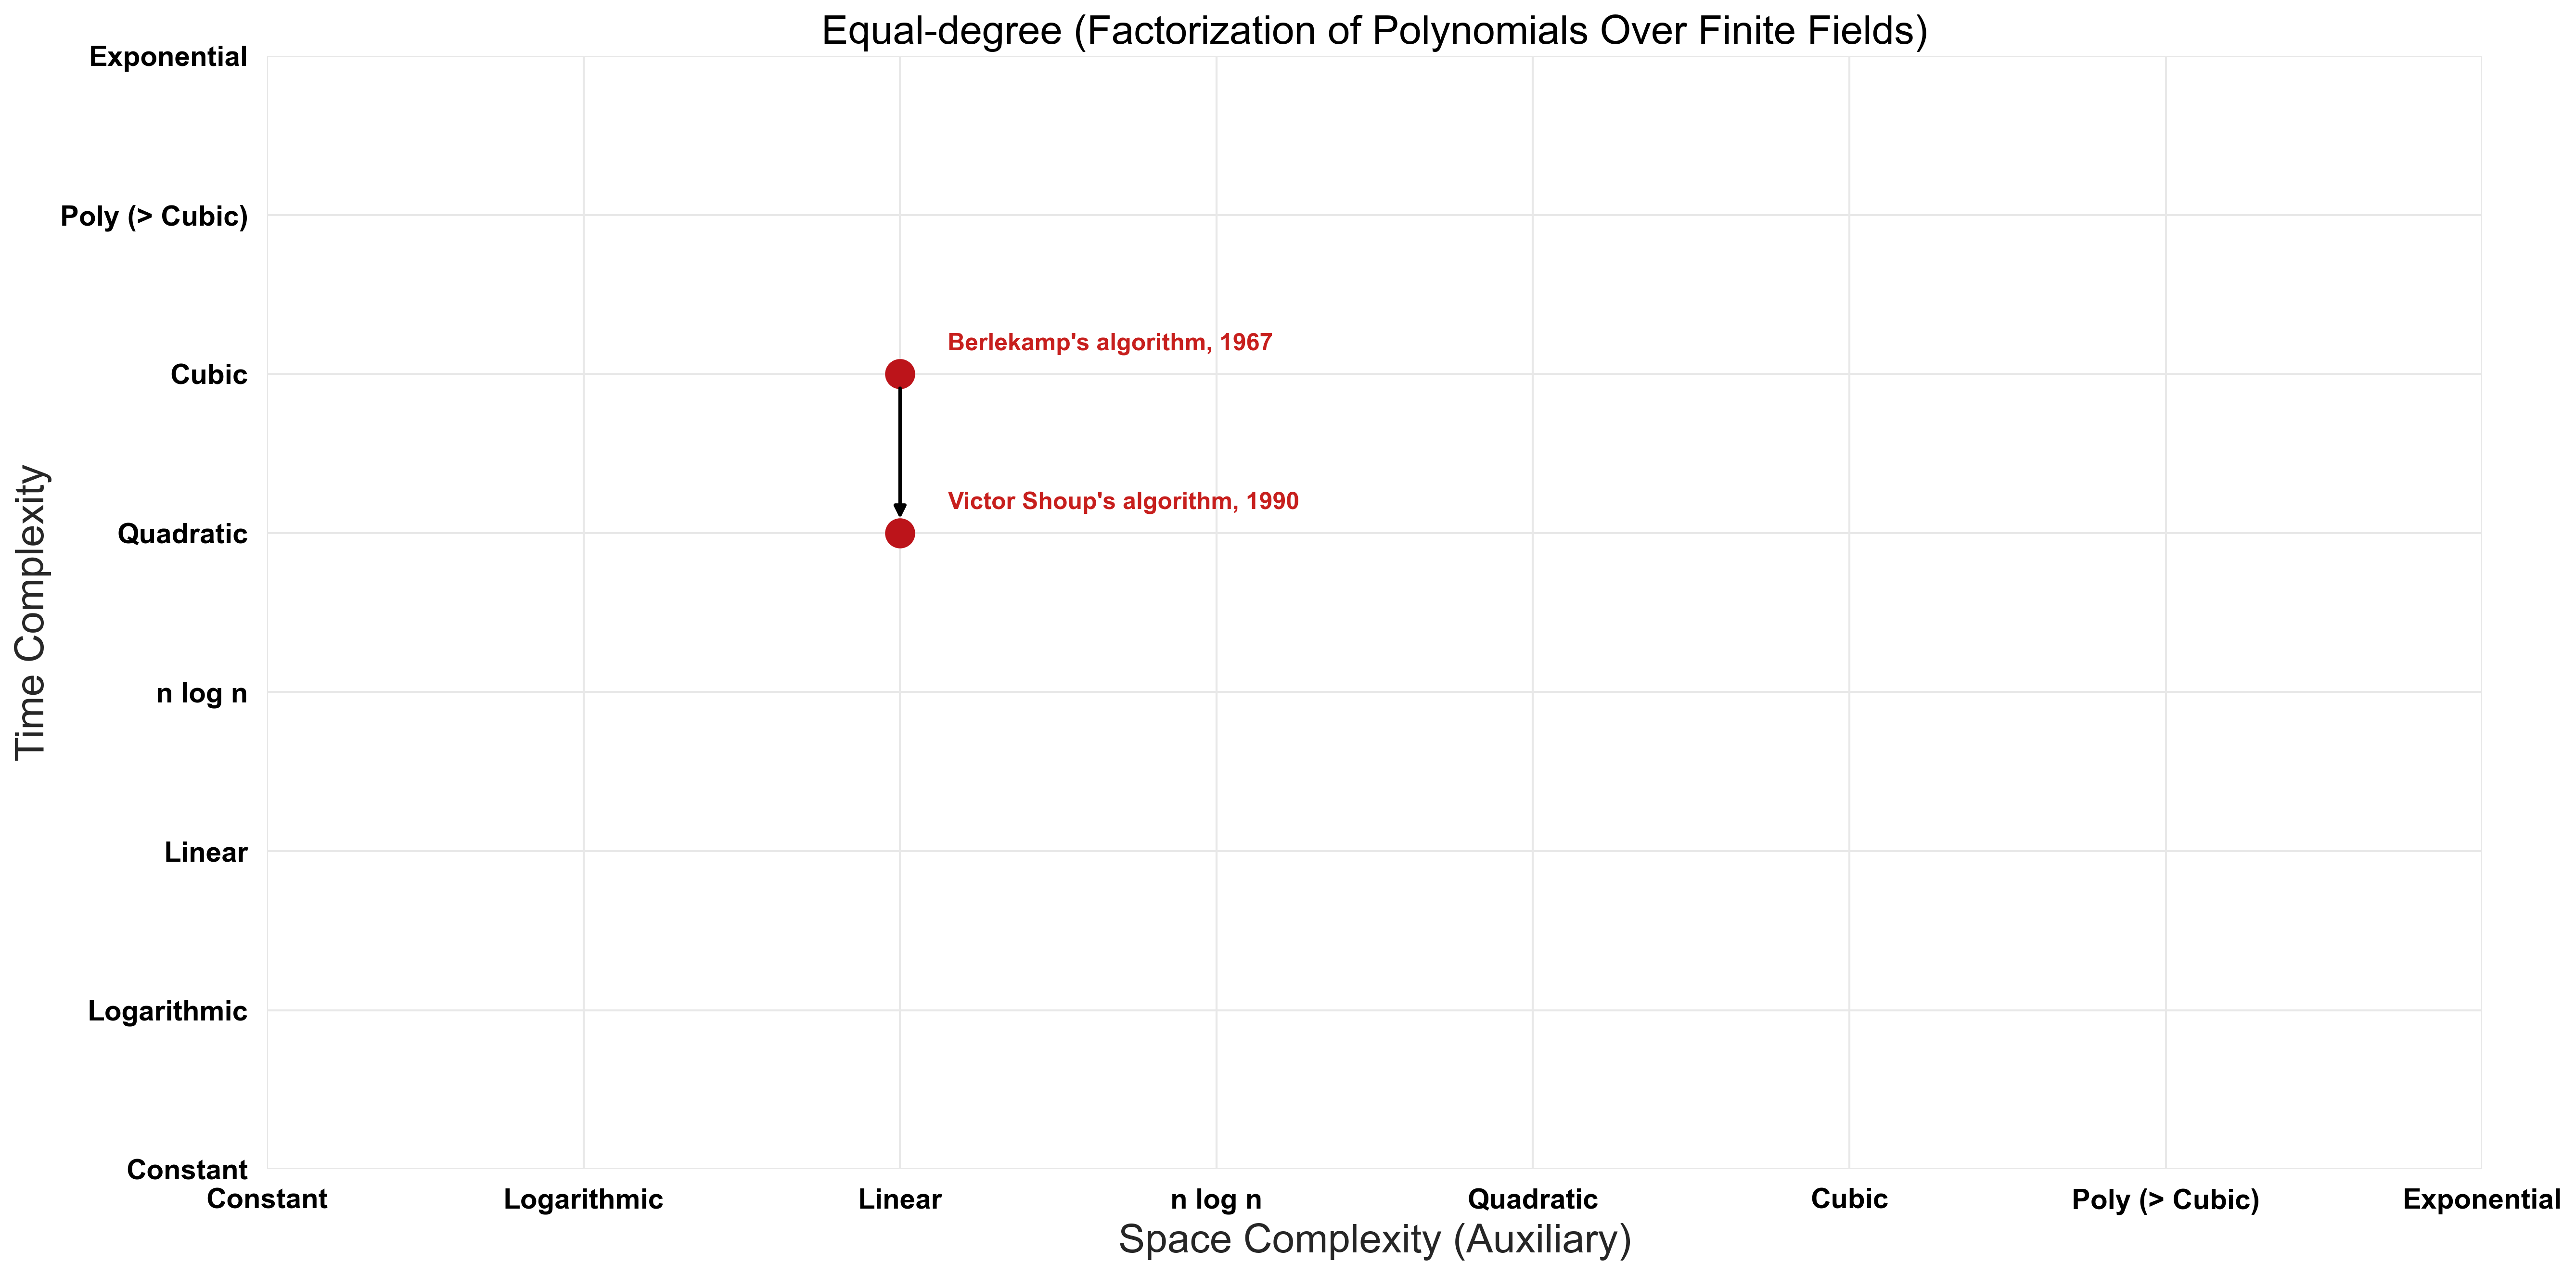 Equal-degree (Factorization of Polynomials Over Finite Fields)
Exponential
Poly (> Cubic)
Cubic
Quadratic
n log n
Linear
Logarithmic
Constant
Time Complexity
Berlekamp's algorithm, 1967
Victor Shoup's algorithm, 1990
Constant Logarithmic Linear n log n Quadratic Cubic Poly (> Cubic) Exponential
Space Complexity (Auxiliary)